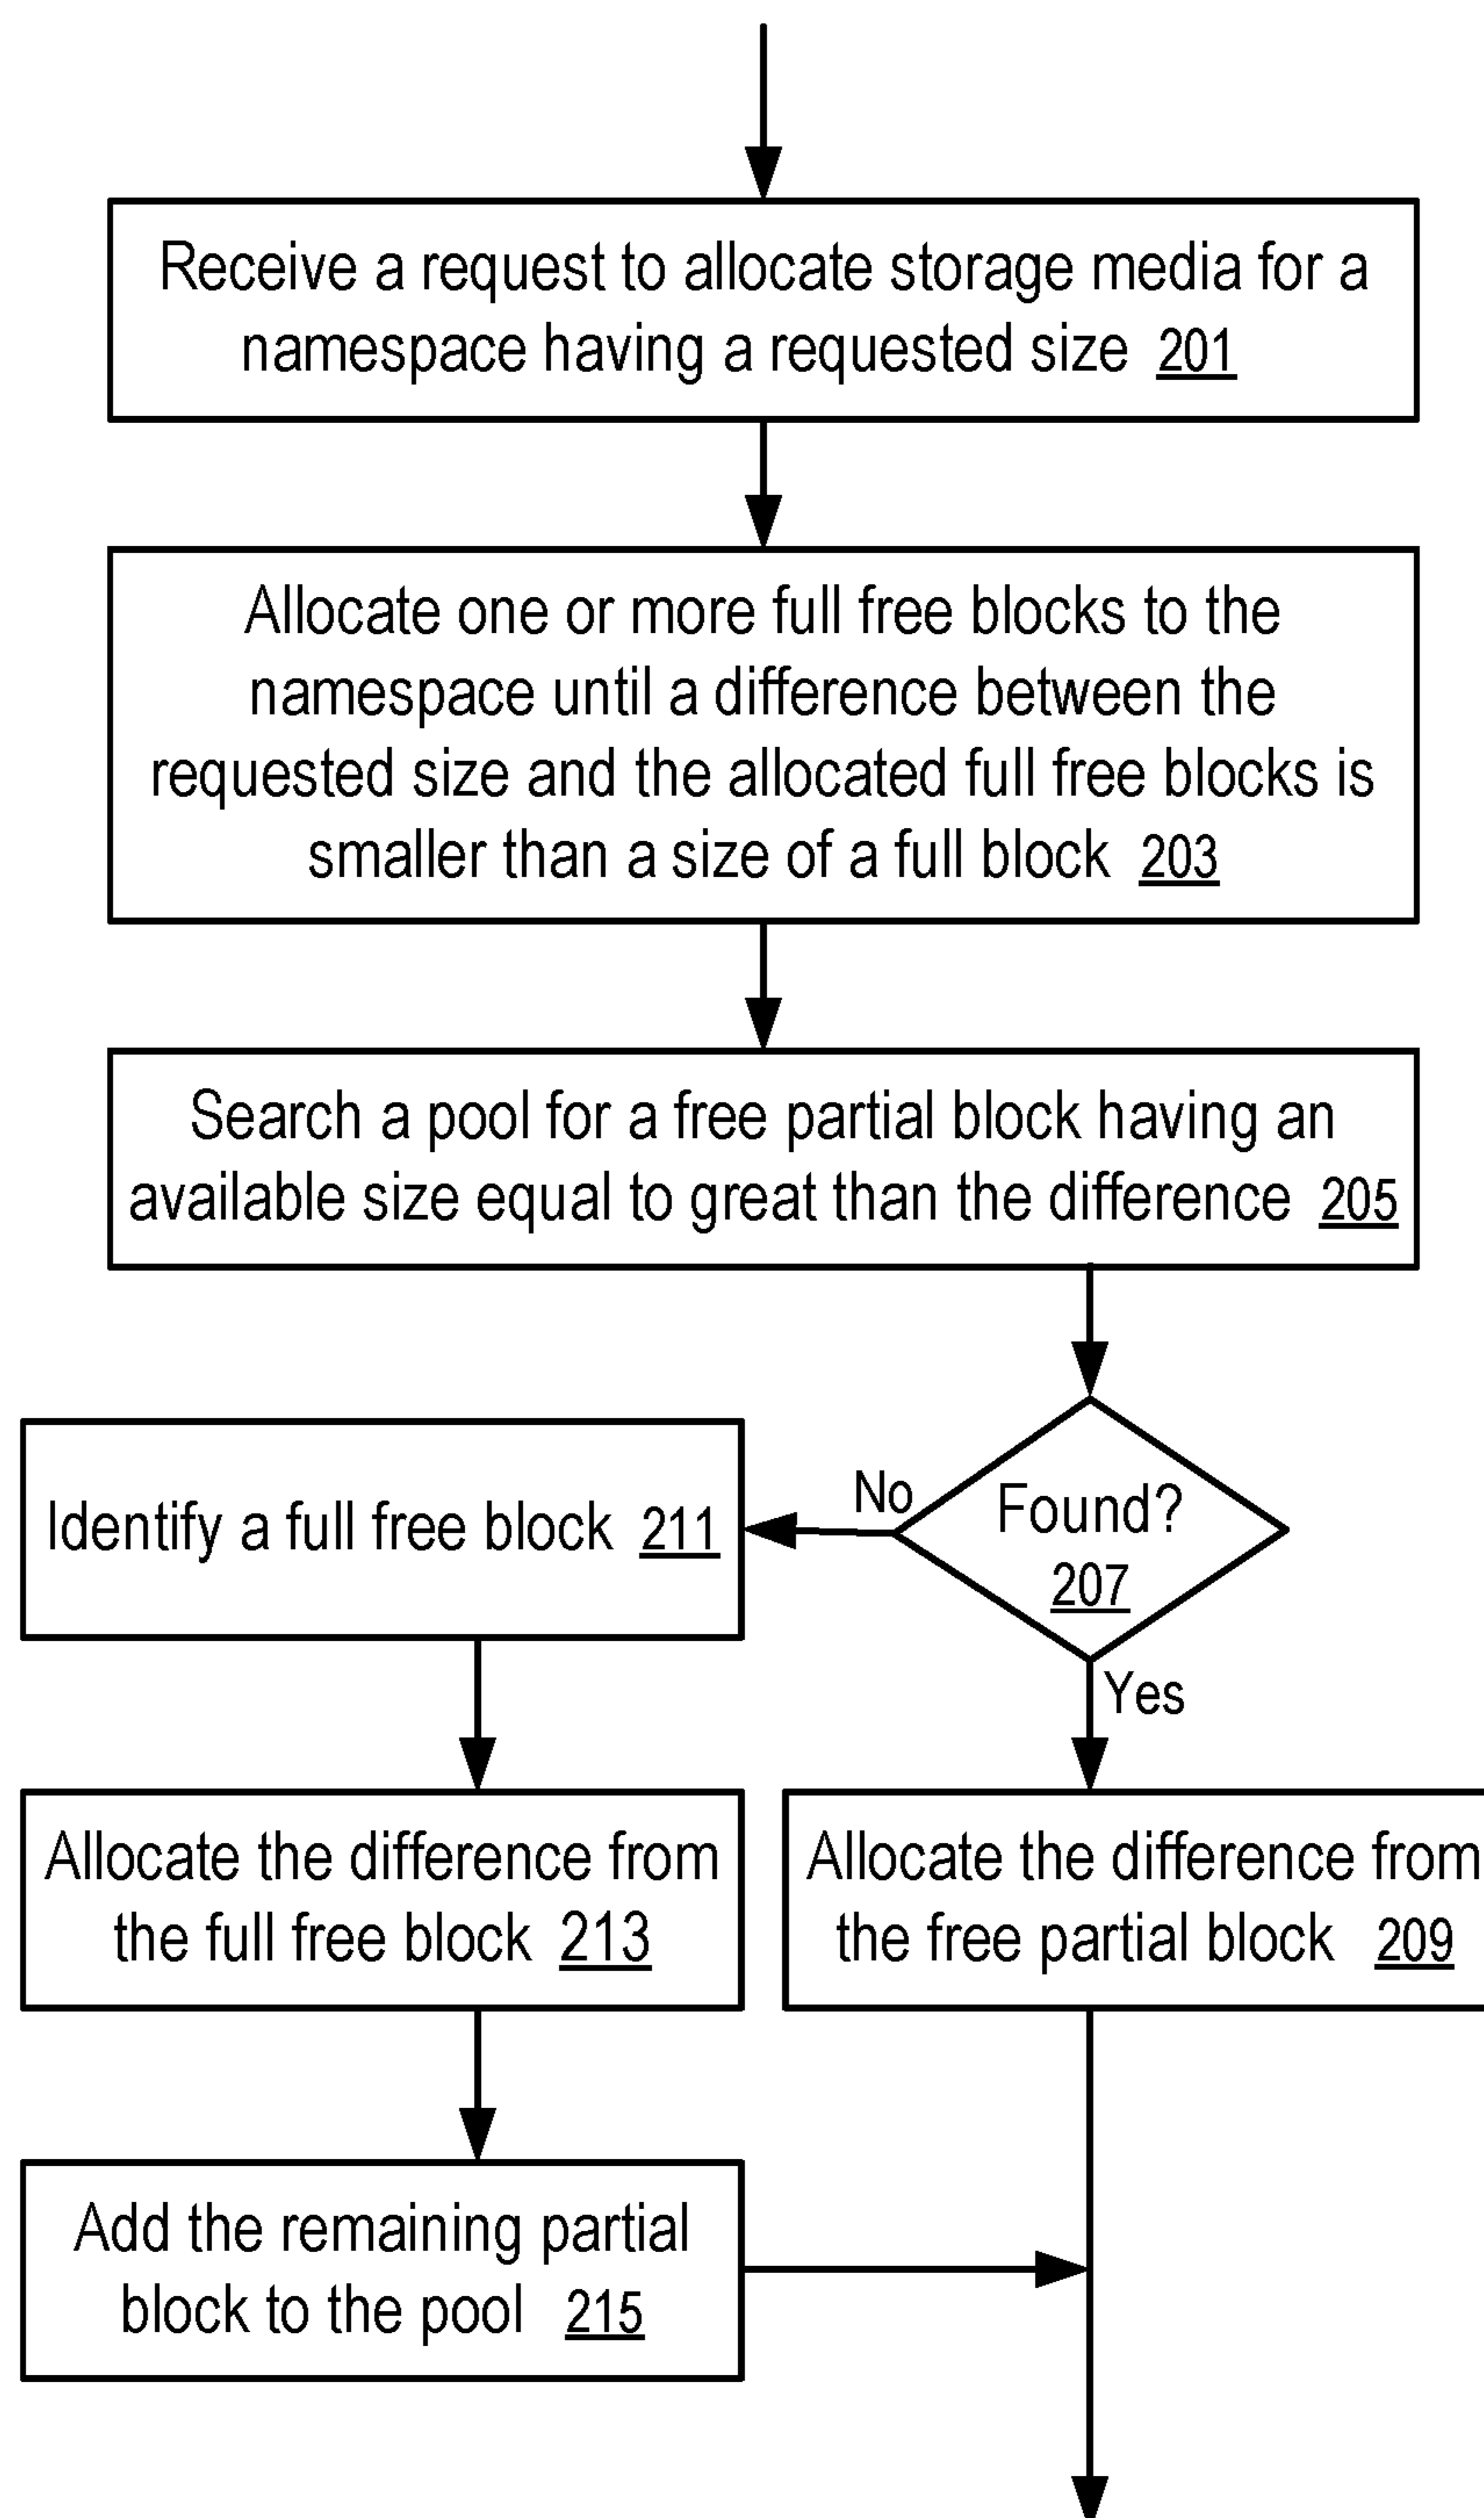 Receive a request to allocate storage media for a
namespace having a requested size 201
Allocate one or more full free blocks to the
namespace until a difference between the
requested size and the allocated full free blocks is
smaller than a size of a full block 203
Search a pool for a free partial block having an
available size equal to great than the difference 205
No
Found?
207
Identify a full free block 211
Yes
Allocate the difference from
the full free block 213
Allocate the difference from
the free partial block 209
Add the remaining partial
block to the pool 215